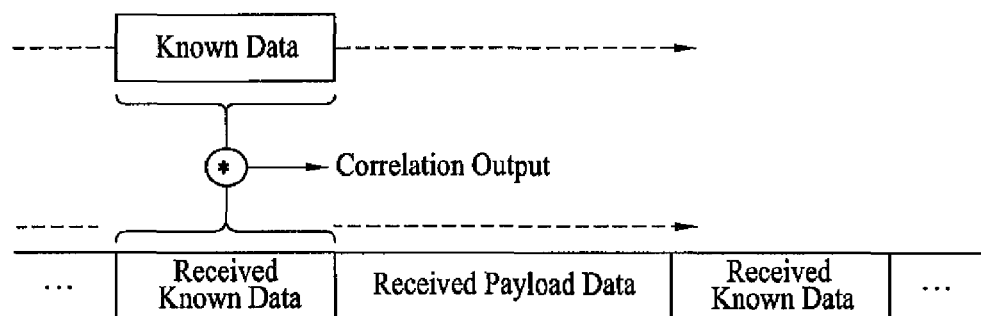 Known Data
*
Correlation Output
... Received Known Data Received Payload Data Received Known Data ...